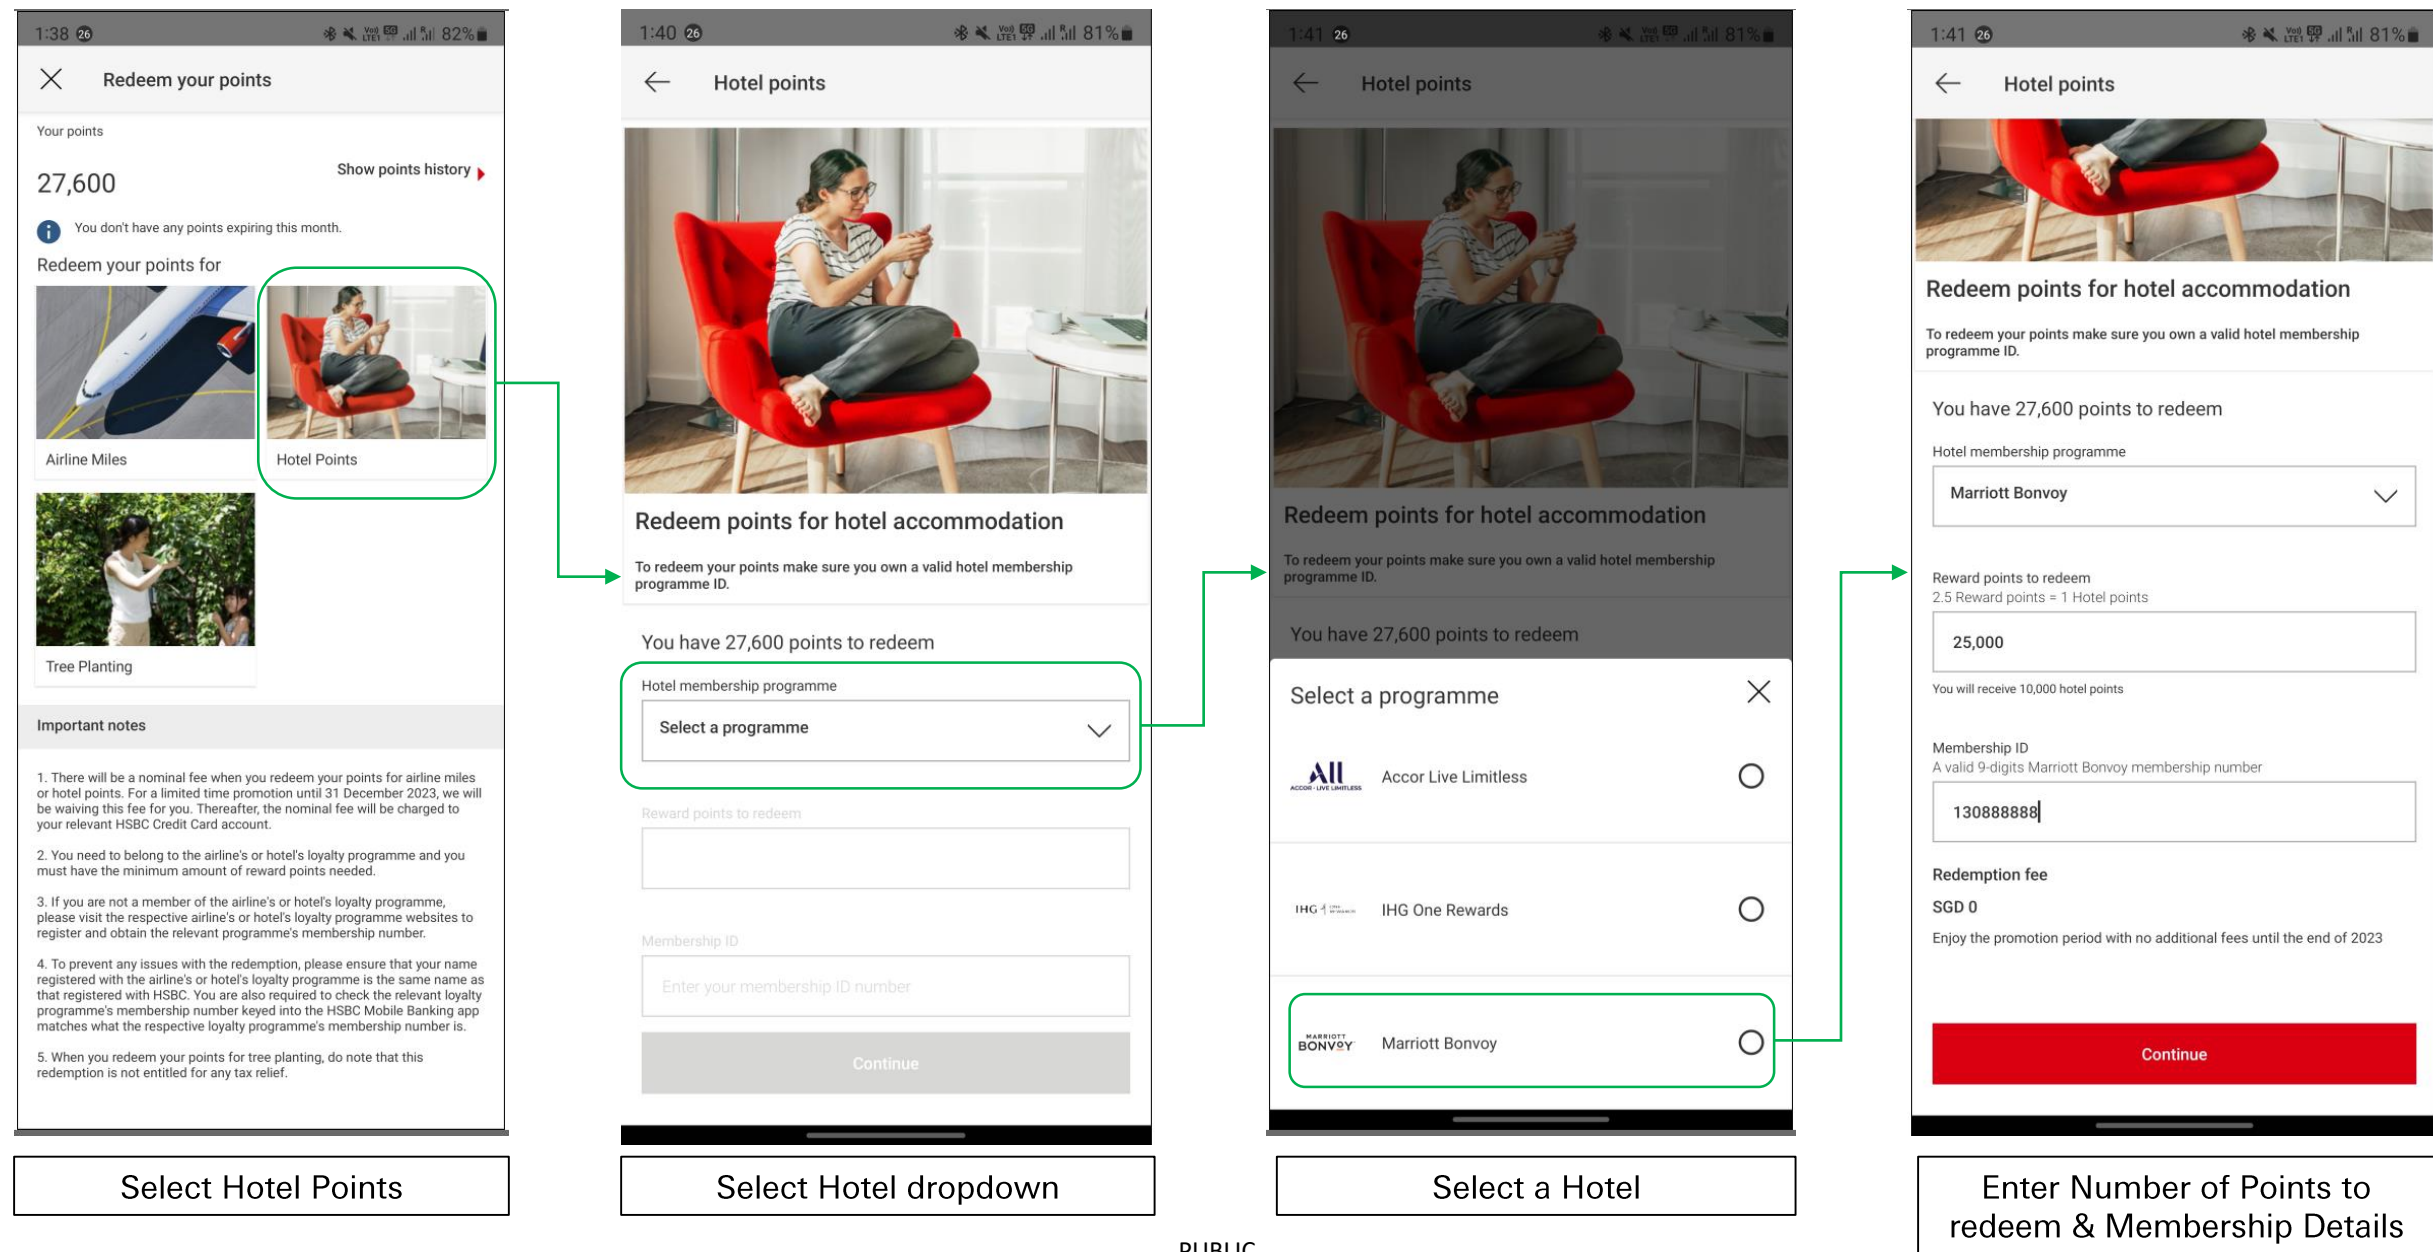 1:38 26
82%
Redeem your points
Your points
27,600
Show points history
You don't have any points expiring this month.
Redeem your points for
Airline Miles
Hotel Points
Tree Planting
Important notes
1. There will be a nominal fee when you redeem your points for airline miles
or hotel points. For a limited time promotion until 31 December 2023, we will
be waiving this fee for you. Thereafter, the nominal fee will be charged to
your relevant HSBC Credit Card account.
2. You need to belong to the airline's or hotel's loyalty programme and you
must have the minimum amount of reward points needed.
3. If you are not a member of the airline's or hotel's loyalty programme,
please visit the respective airline's or hotel's loyalty programme websites to
register and obtain the relevant programme's membership number.
4. To prevent any issues with the redemption, please ensure that your name
registered with the airline's or hotel's loyalty programme is the same name as
that registered with HSBC. You are also required to check the relevant loyalty
programme's membership number keyed into the HSBC Mobile Banking app
matches what the respective loyalty programme's membership number is.
5. When you redeem your points for tree planting, do note that this
redemption is not entitled for any tax relief.
Select Hotel Points
1:40 26
81%
Hotel points
Redeem points for hotel accommodation
To redeem your points make sure you own a valid hotel membership
programme ID.
You have 27,600 points to redeem
Hotel membership programme
Select a programme
Reward points to redeem
Membership ID
Enter your membership ID number
Continue
Select Hotel dropdown
1:41 26
81%
Hotel points
Redeem points for hotel accommodation
To redeem your points make sure you own a valid hotel membership
programme ID.
You have 27,600 points to redeem
Select a programme
ALL
ACCOR LIVE LIMITLESS
Accor Live Limitless
IHG
IHG One Rewards
MARRIOTT
BONVOY
Marriott Bonvoy
Select a Hotel
1:41 26
81%
Hotel points
Redeem points for hotel accommodation
To redeem your points make sure you own a valid hotel membership
programme ID.
You have 27,600 points to redeem
Hotel membership programme
Marriott Bonvoy
Reward points to redeem
2.5 Reward points = 1 Hotel points
25,000
You will receive 10,000 hotel points
Membership ID
A valid 9-digits Marriott Bonvoy membership number
130888888
Redemption fee
SGD 0
Enjoy the promotion period with no additional fees until the end of 2023
Continue
Enter Number of Points to
redeem & Membership Details
PUBLIC